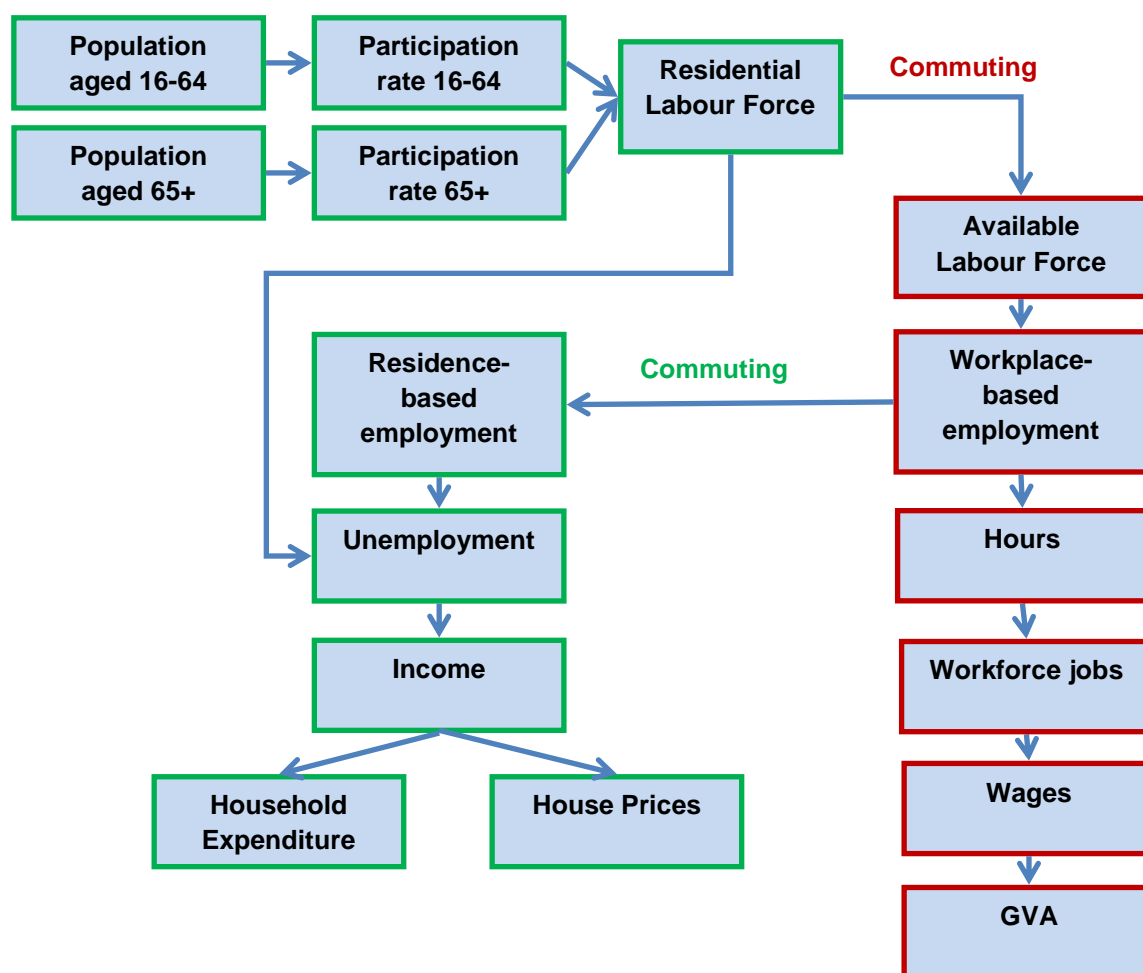 Population
aged 16-64
Participation
rate 16-64
Residential
Labour Force
Commuting
Population
aged 65+
Participation
rate 65+
Available
Labour Force
Residence-
based
employment
Commuting
Workplace-
based
employment
Unemployment
Hours
Income
Workforce jobs
Household
Expenditure
House Prices
Wages
GVA